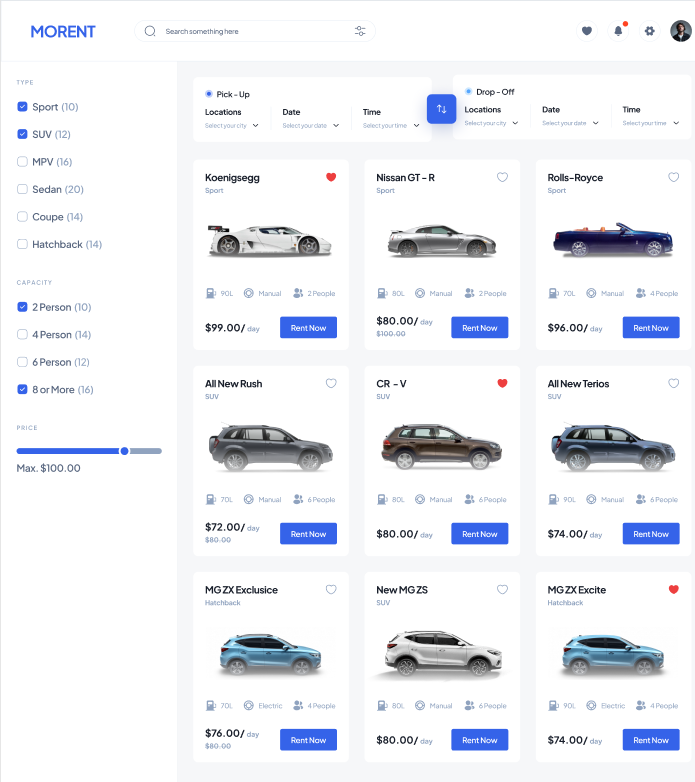 MORENT
Search something here
TYPE
Sport (10)
SUV (12)
MPV (16)
Sedan (20)
Coupe (14)
Hatchback (14)
CAPACITY
2 Person (10)
4 Person (14)
6 Person (12)
8 or More (16)
PRICE
Max. $100.00
Pick - Up
Locations Date Time
Select your city Select your date Select your time
Drop - Off
Locations Date Time
Select your city Select your date Select your time
Koenigsegg
Sport
90L Manual 2 People
$99.00/ day
Rent Now
Nissan GT - R
Sport
80L Manual 2 People
$80.00/ day
$100.00
Rent Now
Rolls-Royce
Sport
70L Manual 4 People
$96.00/ day
Rent Now
All New Rush
SUV
70L Manual 6 People
$72.00/ day
$80.00
Rent Now
CR - V
SUV
80L Manual 6 People
$80.00/ day
Rent Now
All New Terios
SUV
90L Manual 6 People
$74.00/ day
Rent Now
MG ZX Exclusice
Hatchback
70L Electric 4 People
$76.00/ day
$80.00
Rent Now
New MG ZS
SUV
80L Manual 6 People
$80.00/ day
Rent Now
MG ZX Excite
Hatchback
90L Electric 4 People
$74.00/ day
Rent Now